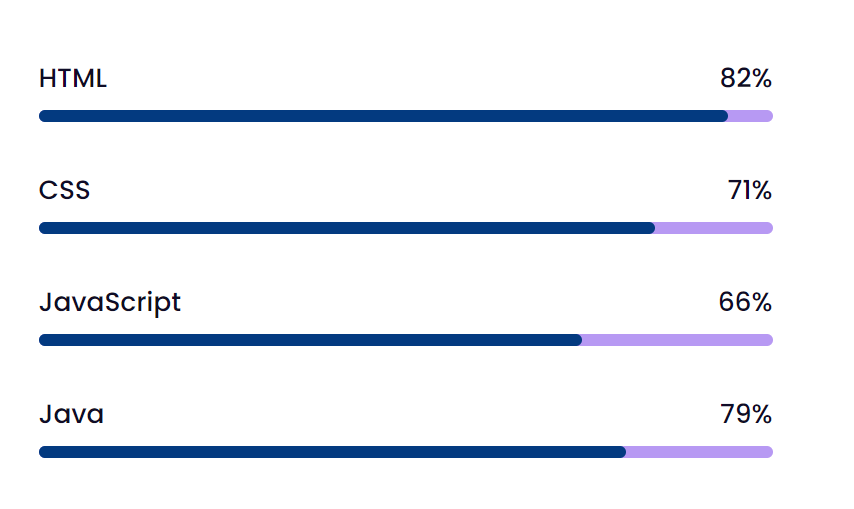 HTML 82%
CSS 71%
JavaScript 66%
Java 79%